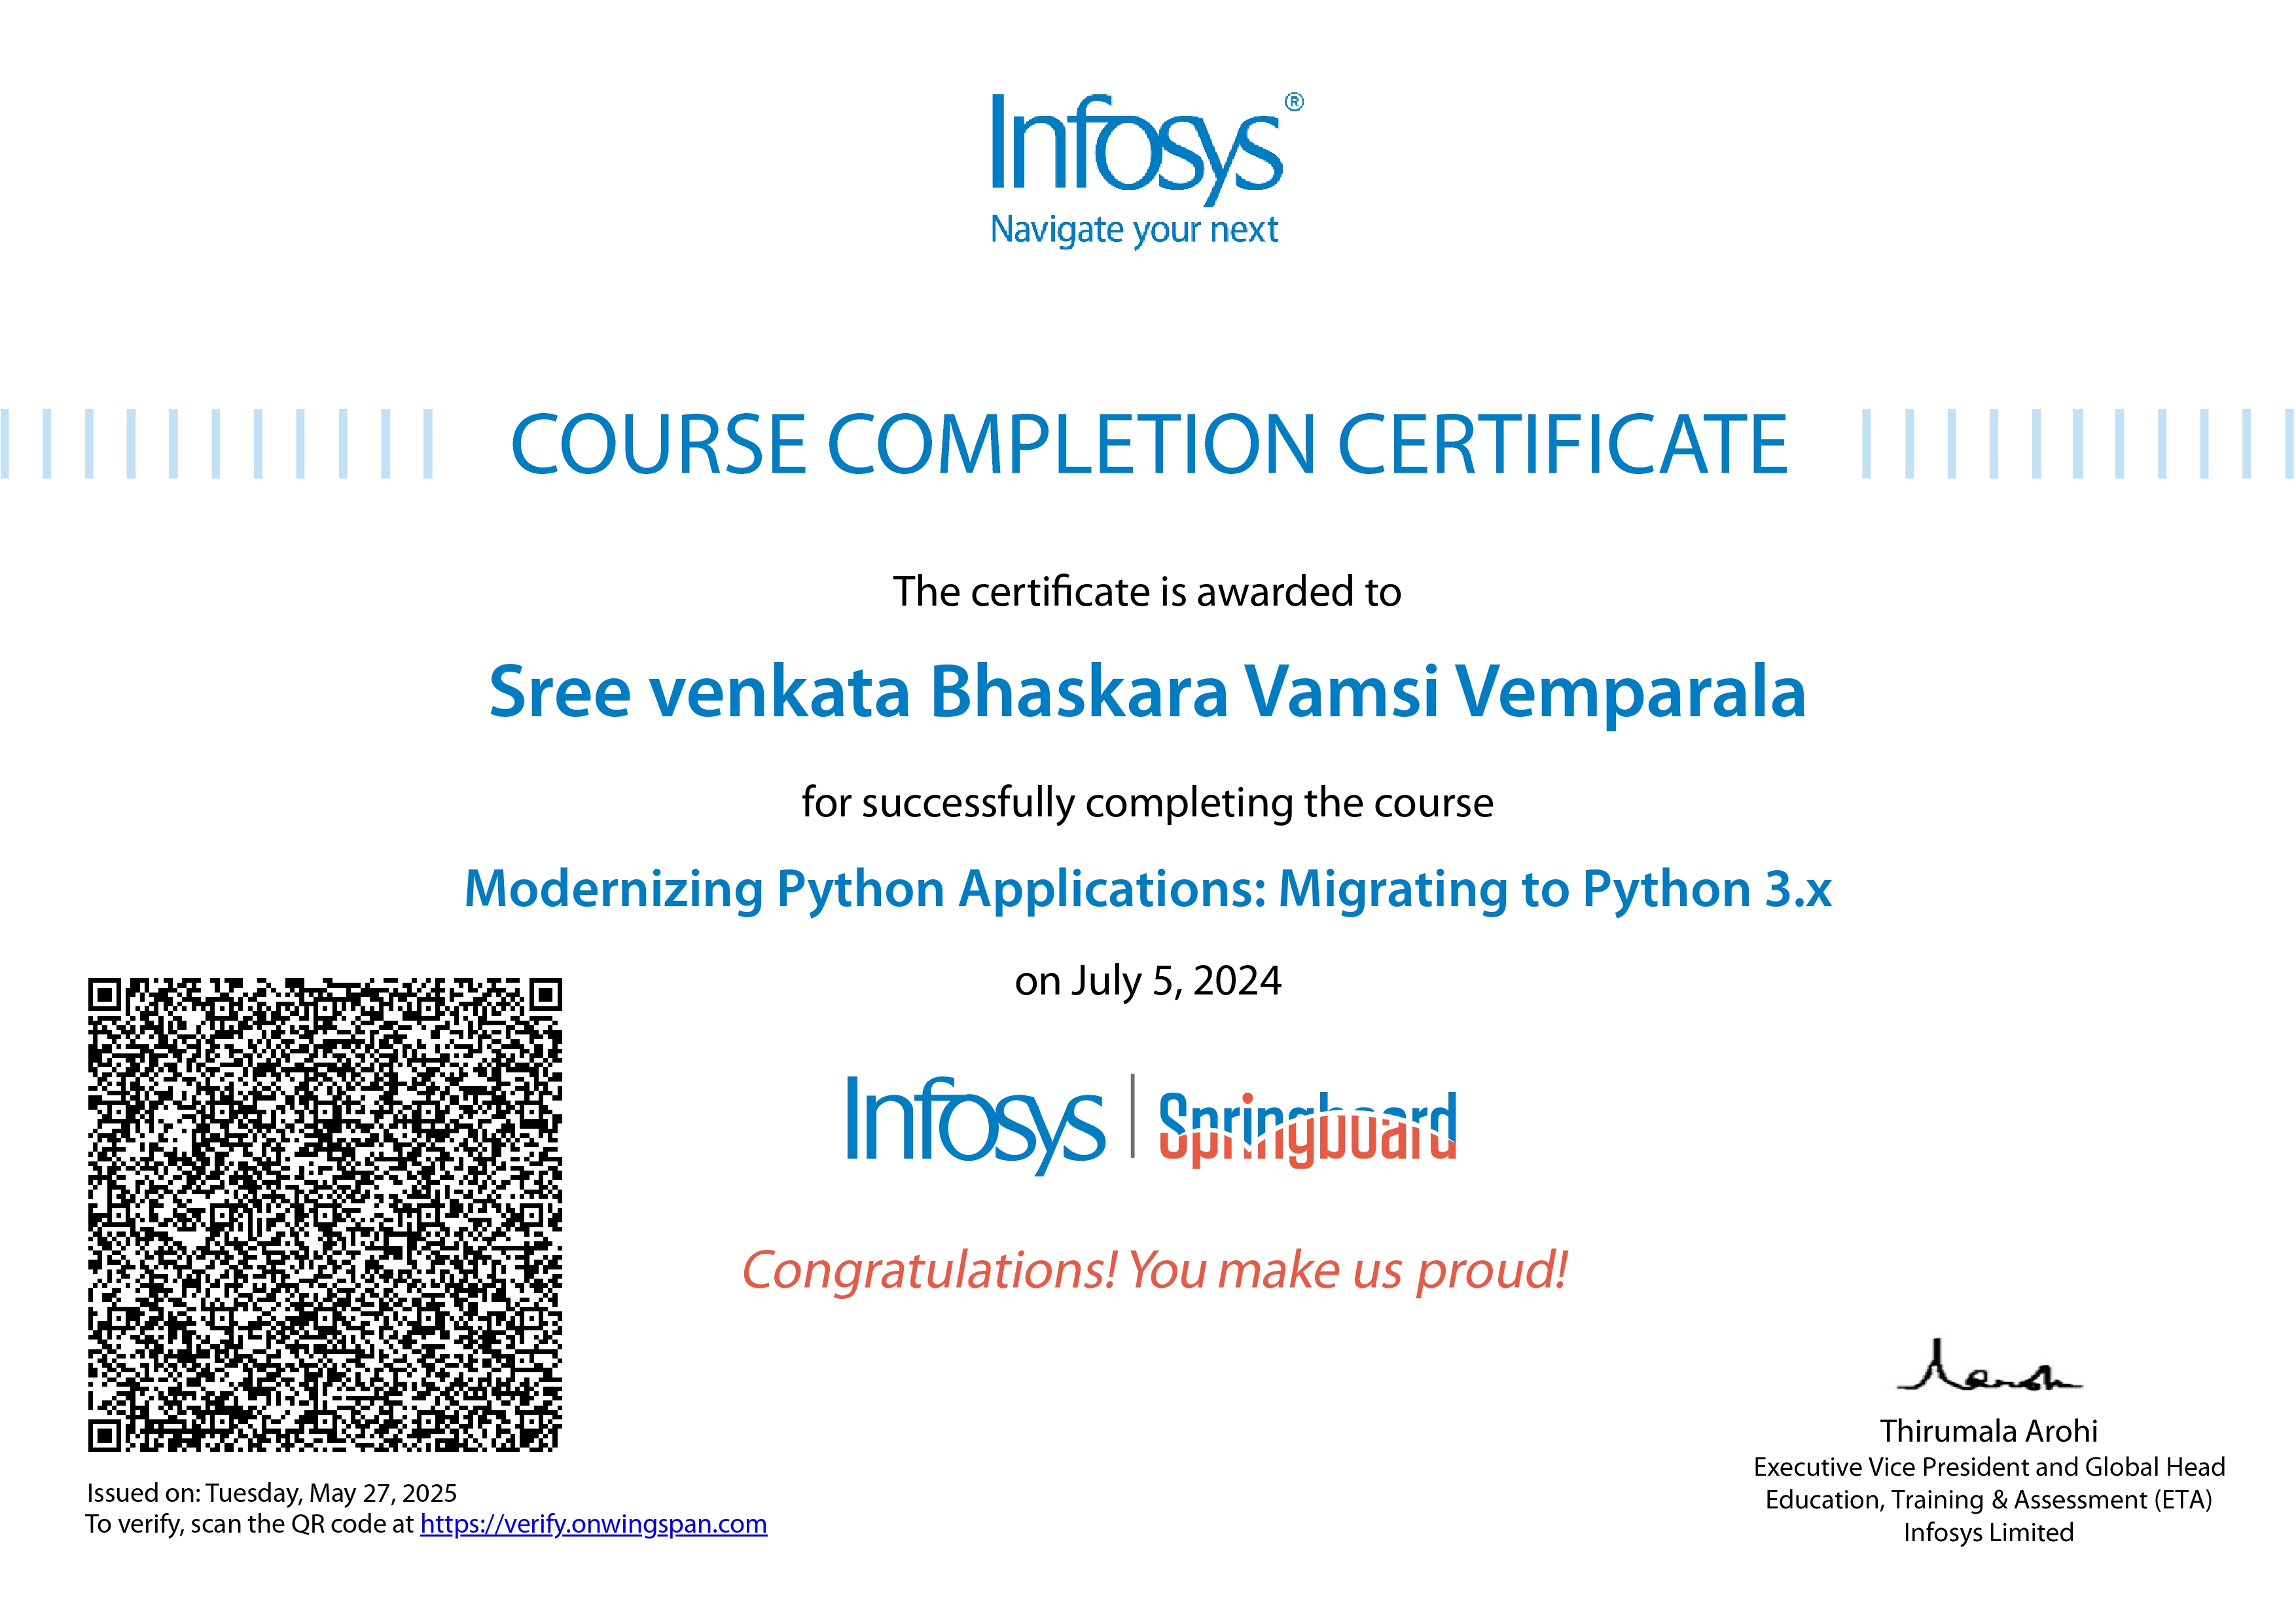 Infosys®
Navigate your next
COURSE COMPLETION CERTIFICATE
The certificate is awarded to
Sree venkata Bhaskara Vamsi Vemparala
for successfully completing the course
Modernizing Python Applications: Migrating to Python 3.x
on July 5, 2024
Infosys | Springboard
Congratulations! You make us proud!
Thirumala Arohi
Executive Vice President and Global Head
Education, Training & Assessment (ETA)
Infosys Limited
Issued on: Tuesday, May 27, 2025
To verify, scan the QR code at https://verify.onwingspan.com